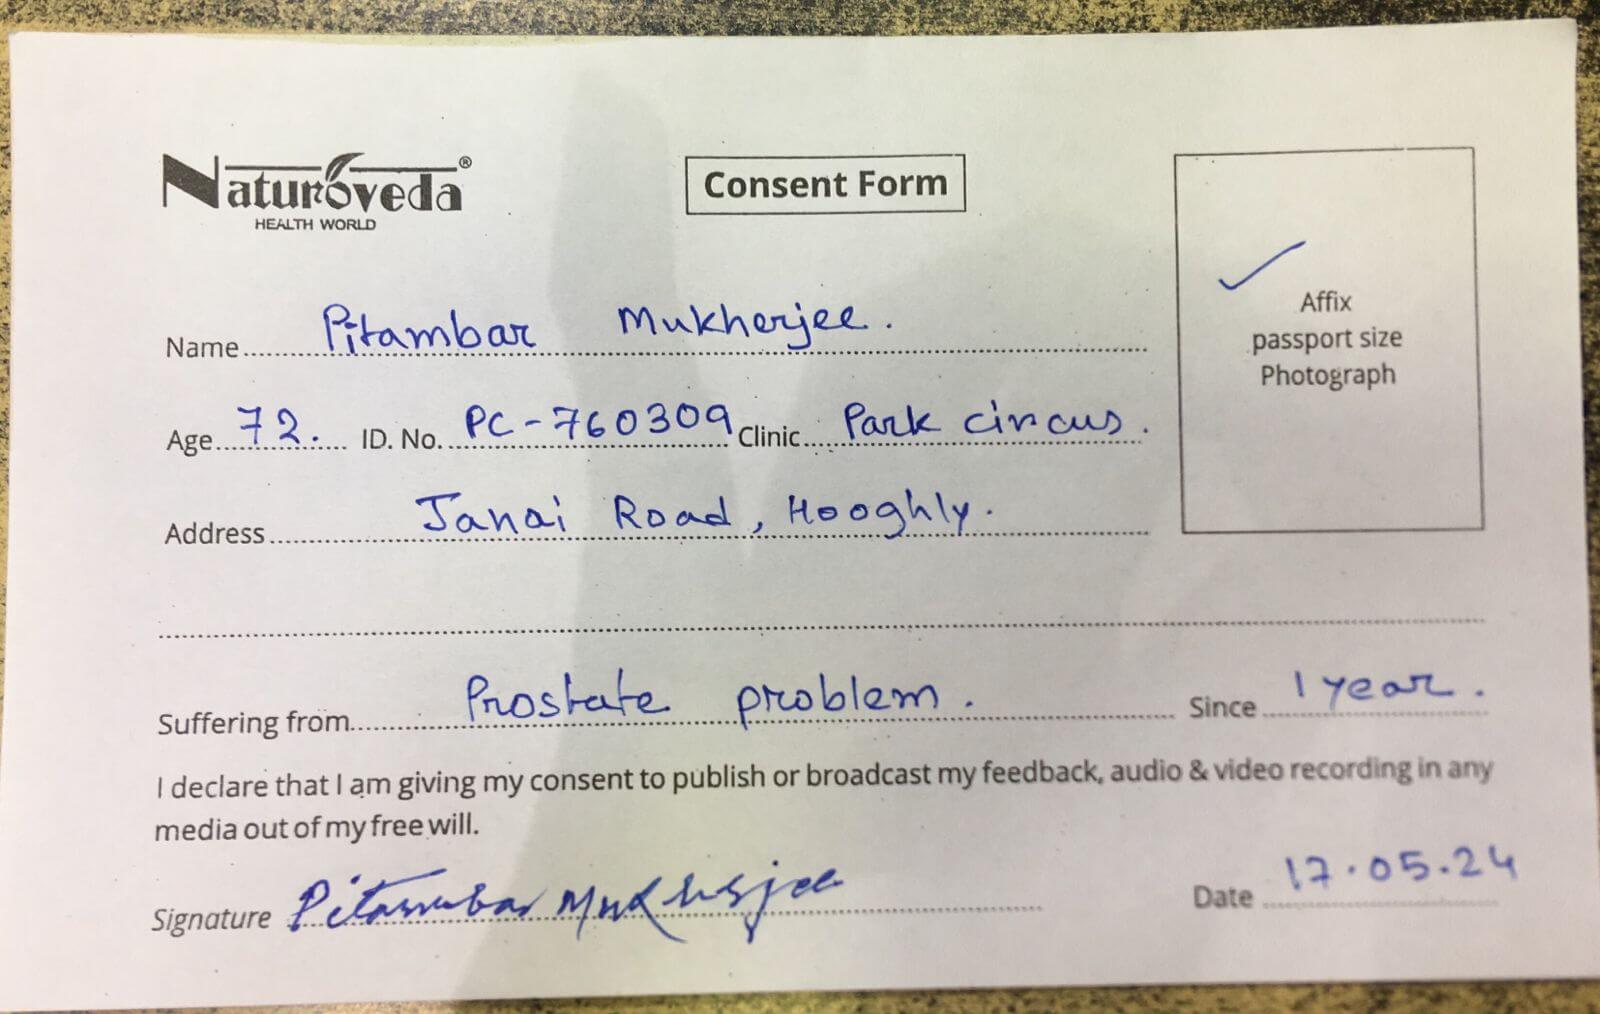 Naturoveda®
HEALTH WORLD
Consent Form
Affix
passport size
Photograph
Name Pitambar Mukherjee.
Age 72. ID. No. PC-760309 Clinic Park circus.
Address Janai Road, Hooghly.
Suffering from Prostate problem. Since 1 year.
I declare that I am giving my consent to publish or broadcast my feedback, audio & video recording in any
media out of my free will.
Signature Pitambar Mukherjee Date 17.05.24